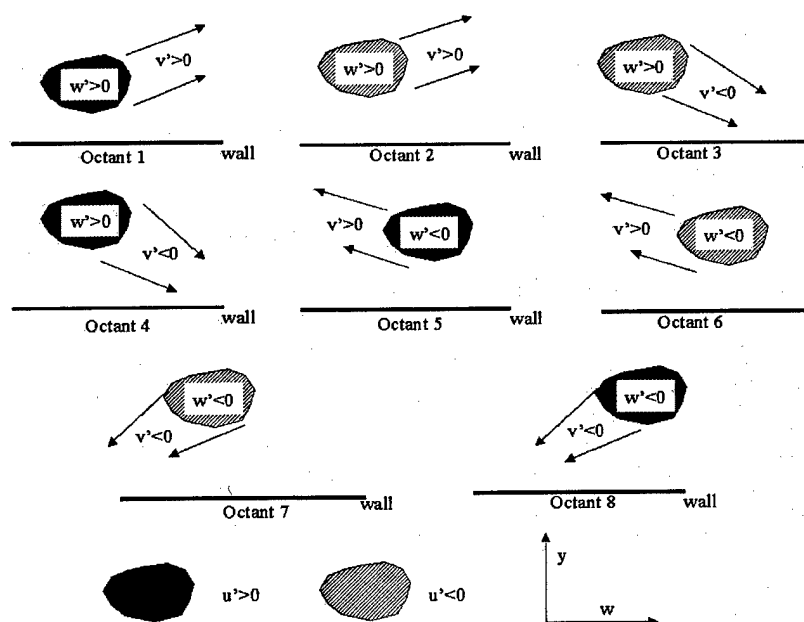 w'>0 v'>0
w'>0 v'>0
w'>0 v'<0
Octant 1 wall
Octant 2
Octant 3
w'>0 v'<0
v'>0 w'<0
v'>0 w'<0
Octant 4 wall
Octant 5 wall
Octant 6
w'<0 v'<0
w'<0 v'<0
Octant 7 wall
Octant 8 wall
u'>0
u'<0
y
w